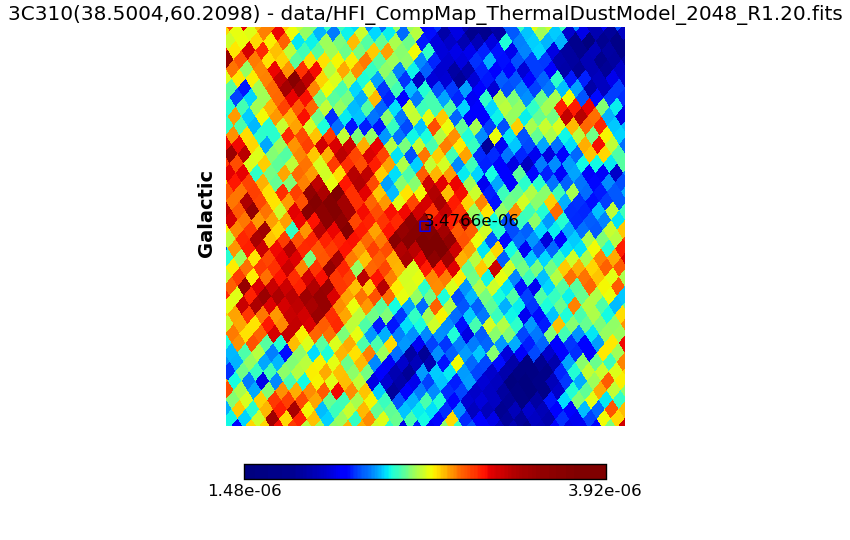 3C310(38.5004,60.2098) - data/HFI_CompMap_ThermalDustModel_2048_R1.20.fits
Galactic
3.4766e-06
1.48e-06
3.92e-06